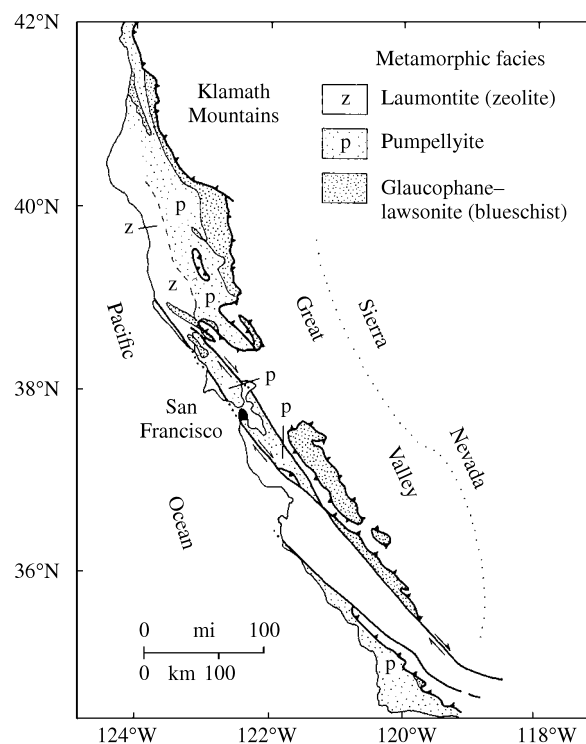 42°N
Metamorphic facies
Klamath
Mountains
z
Laumontite (zeolite)
p
Pumpellyite
Glaucophane–
lawsonite (blueschist)
40°N
p
z
z
p
Pacific
Great
Sierra
38°N
p
San
Francisco
p
Valley
Nevada
Ocean
36°N
0 mi 100
0 km 100
p
124°W 122°W 120°W 118°W